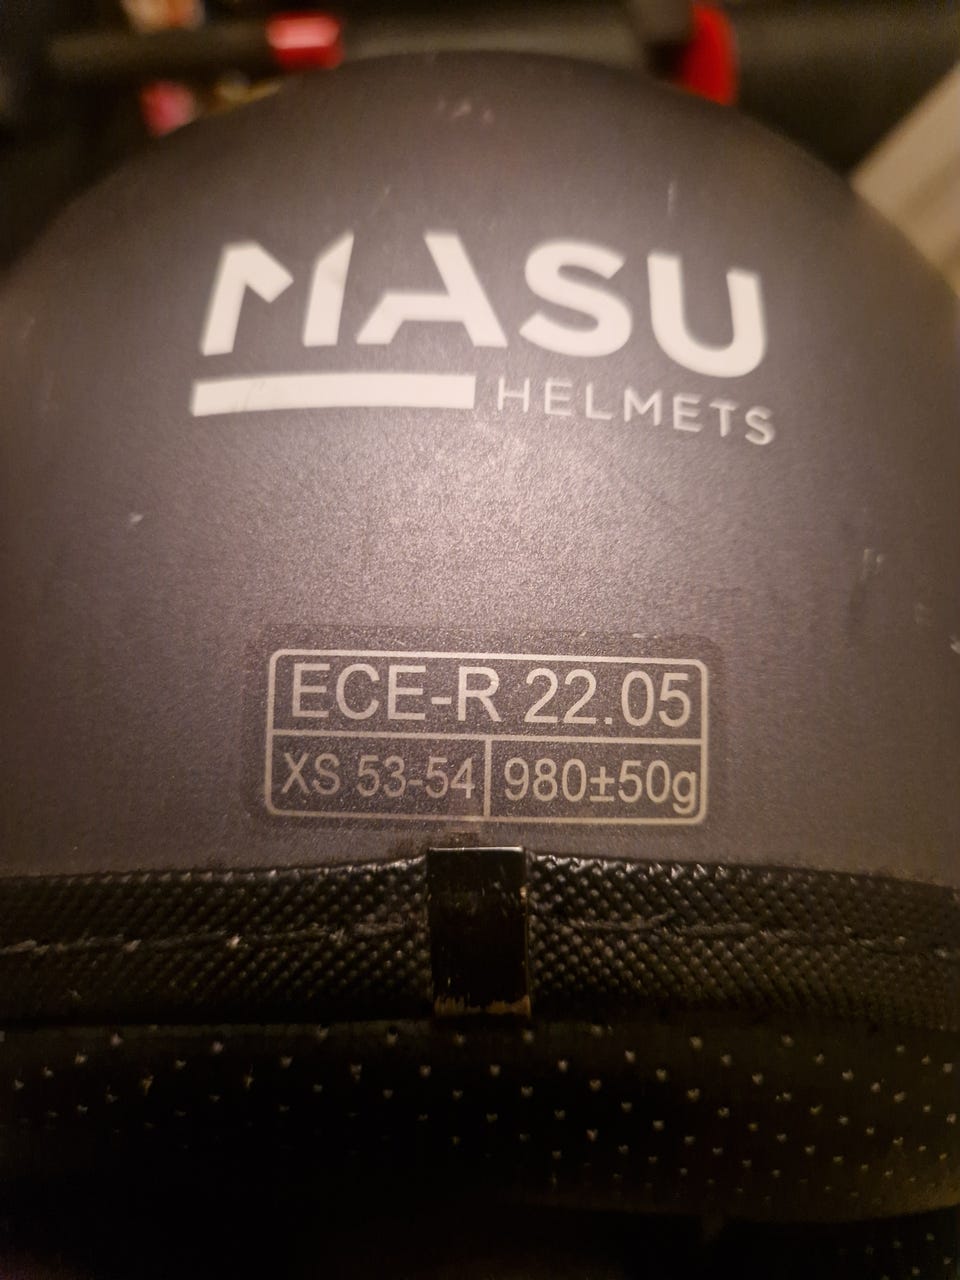 MASU
HELMETS
ECE-R 22.05
XS 53-54 980±50g